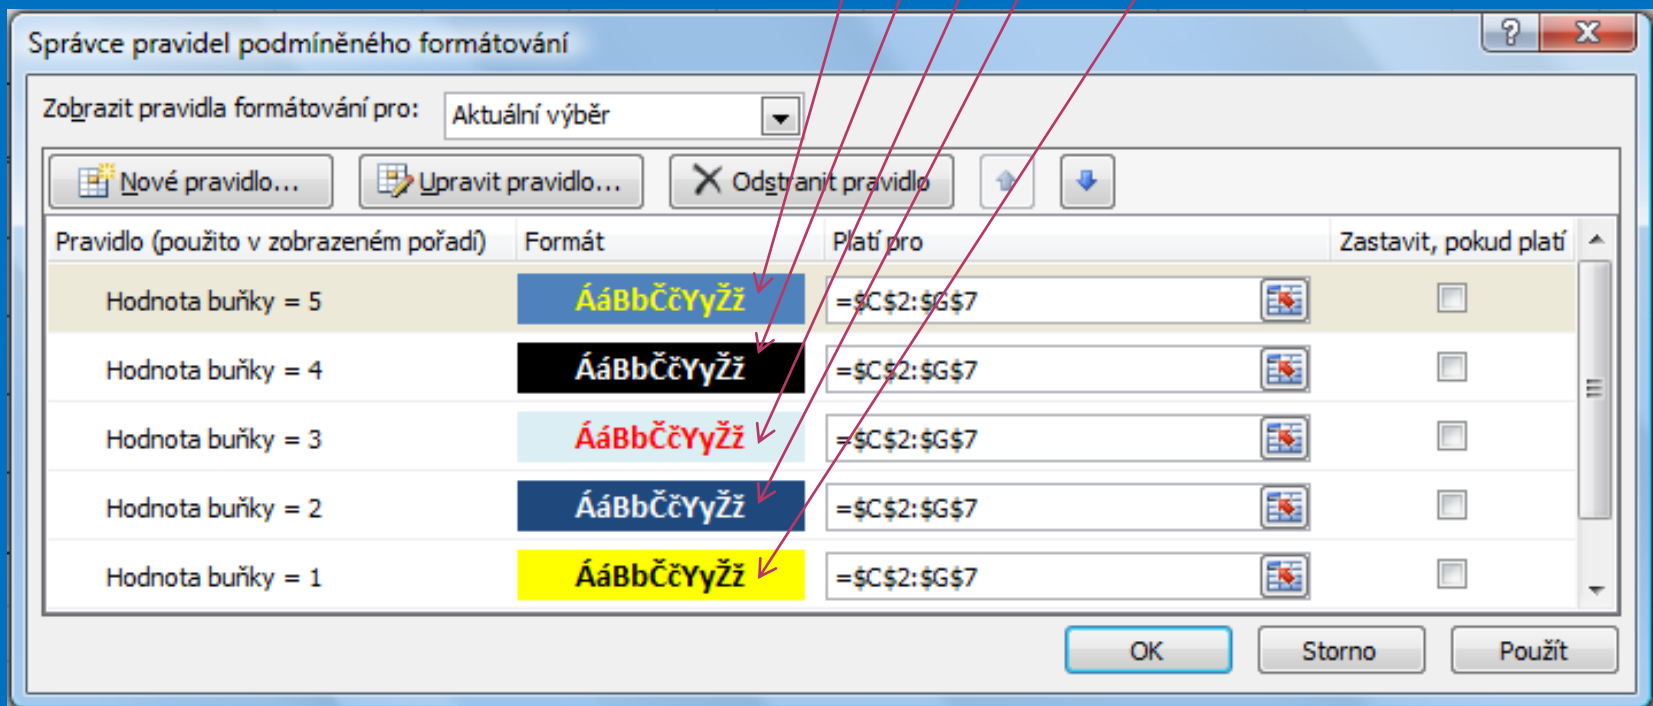 Správce pravidel podmíněného formátování
Zobrazit pravidla formátování pro: Aktuální výběr
Nové pravidlo... Upravit pravidlo... Odstranit pravidlo
Pravidlo (použito v zobrazeném pořadí) Formát Platí pro Zastavit, pokud platí
Hodnota buňky = 5 ÁáBbČčYyŽž =$C$2:$G$7
Hodnota buňky = 4 ÁáBbČčYyŽž =$C$2:$G$7
Hodnota buňky = 3 ÁáBbČčYyŽž =$C$2:$G$7
Hodnota buňky = 2 ÁáBbČčYyŽž =$C$2:$G$7
Hodnota buňky = 1 ÁáBbČčYyŽž =$C$2:$G$7
OK Storno Použít